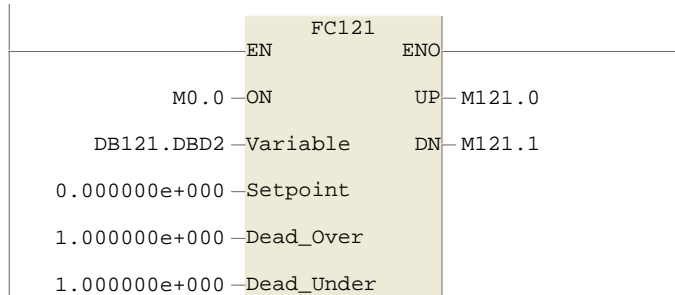 FC121
EN ENO
M0.0 ON UP M121.0
DB121.DBD2 Variable DN M121.1
0.000000e+000 Setpoint
1.000000e+000 Dead_Over
1.000000e+000 Dead_Under